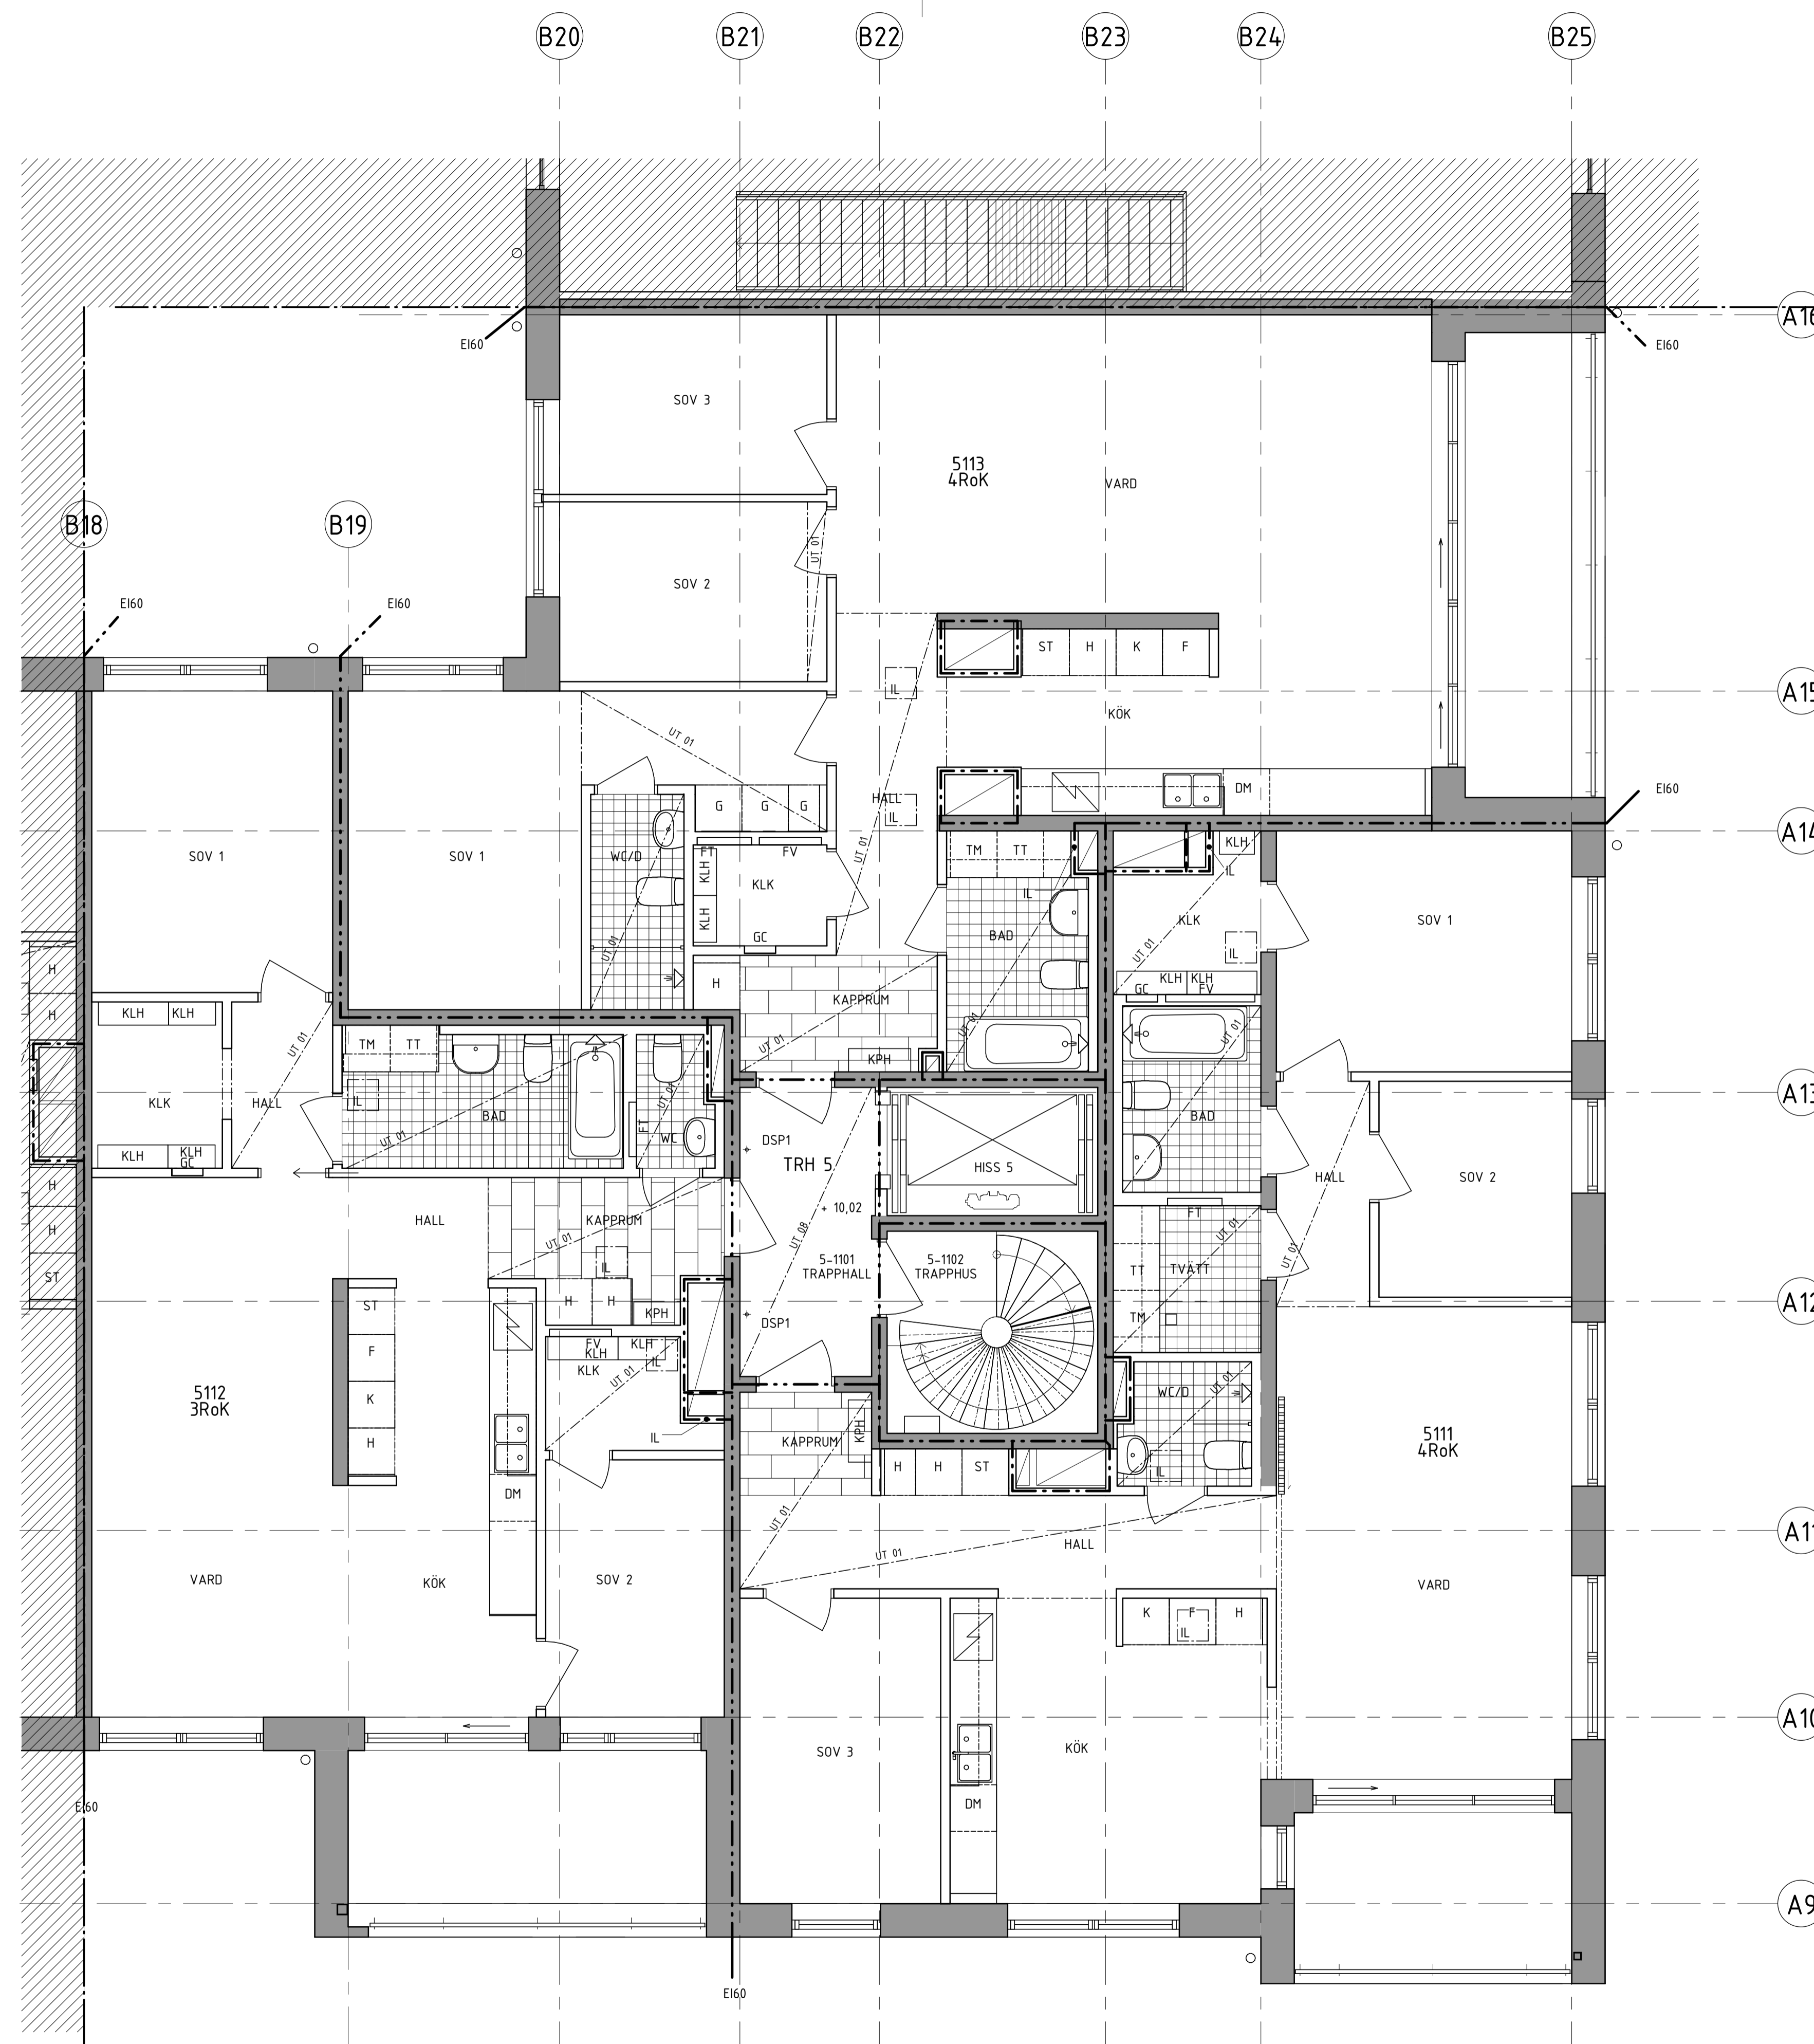 B20
B21
B22
B23
B24
B25
A16
EI60
EI60
SOV 3
5113
4RoK
VARD
B18
B19
UT 01
SOV 2
EI60
EI60
ST
H
K
F
IL
A15
KÖK
UT 01
EI60
G
G
G
HALL
IL
DM
A14
SOV 1
SOV 1
WC/D
FT
FV
KLH
KLH
KLK
GC
UT 01
TM
TT
IL
BAD
KLH
IL
KLK
SOV 1
UT 01
IL
KLH
KLH
GC
FV
H
H
UT 01
H
KAPPRUM
UT 01
KPH
UT 01
UT 01
KLH
KLH
UT 01
TM
TT
IL
BAD
UT 01
UT 01
FT
WC
KLK
HALL
KLH
KLH
GC
DSP1
TRH 5
HISS 5
BAD
A13
HALL
SOV 2
H
H
ST
HALL
KAPPRUM
UT 01
IL
+ 10,02
UT 08
5-1101
TRAPPHALL
5-1102
TRAPPHUS
FT
UT 01
TT
TVÄTT
TM
UT 01
A12
ST
F
K
H
H
H
KPH
DSP1
FV
KLH
KLH
KLK
IL
UT 01
IL
5112
3RoK
WC/D
UT 01
IL
KAPPRUM
KPH
H
H
ST
5111
4RoK
DM
UT 01
UT 01
HALL
A11
VARD
KÖK
SOV 2
VARD
K
F
IL
H
A10
SOV 3
KÖK
DM
EI60
A9
EI60